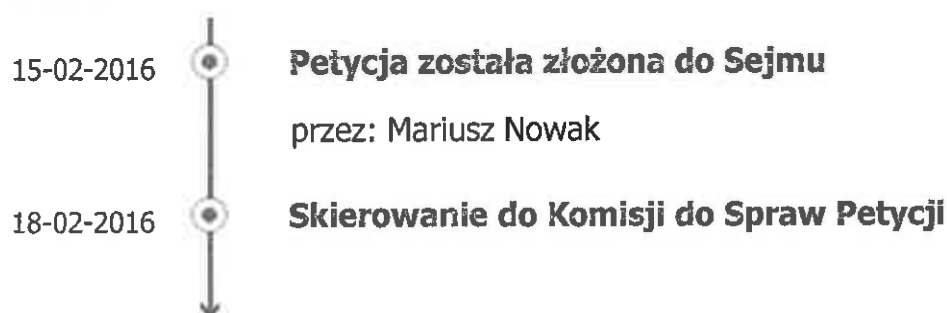 15-02-2016 Petycja została złożona do Sejmu
przez: Mariusz Nowak
18-02-2016 Skierowanie do Komisji do Spraw Petycji